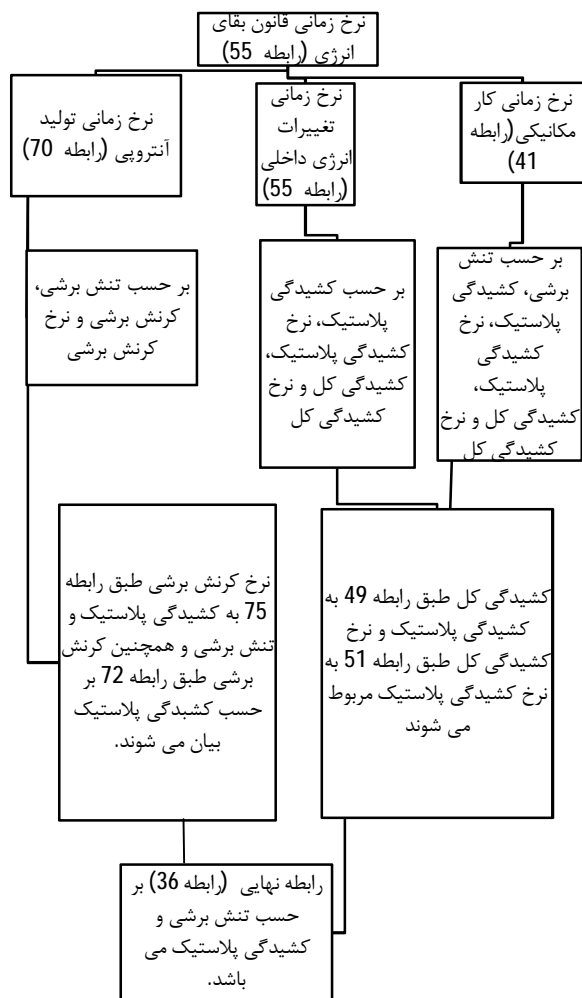 نرخ زمانی قانون بقای
انرژی (رابطه 55)
نرخ زمانی کار
مکانیکی(رابطه
41)
نرخ زمانی
تغییرات
انرژی داخلی
(رابطه 55)
نرخ زمانی تولید
آنتروپی (رابطه 70)
بر حسب تنش
برشی، کشیدگی
پلاستیک، نرخ
کشیدگی
پلاستیک،
کشیدگی کل و نرخ
کشیدگی کل
بر حسب کشیدگی
پلاستیک، نرخ
کشیدگی پلاستیک،
کشیدگی کل و نرخ
کشیدگی کل
بر حسب تنش برشی،
کرنش برشی و نرخ
کرنش برشی
کشیدگی کل طبق رابطه 49 به
کشیدگی پلاستیک و نرخ
کشیدگی کل طبق رابطه 51 به
نرخ کشیدگی پلاستیک مربوط
می شوند
نرخ کرنش برشی طبق رابطه
75 به کشیدگی پلاستیک و
تنش برشی و همچنین کرنش
برشی طبق رابطه 72 بر
حسب کشبدگی پلاستیک
بیان می شوند.
رابطه نهایی (رابطه 36) بر
حسب تنش برشی و
کشیدگی پلاستیک می
باشد.